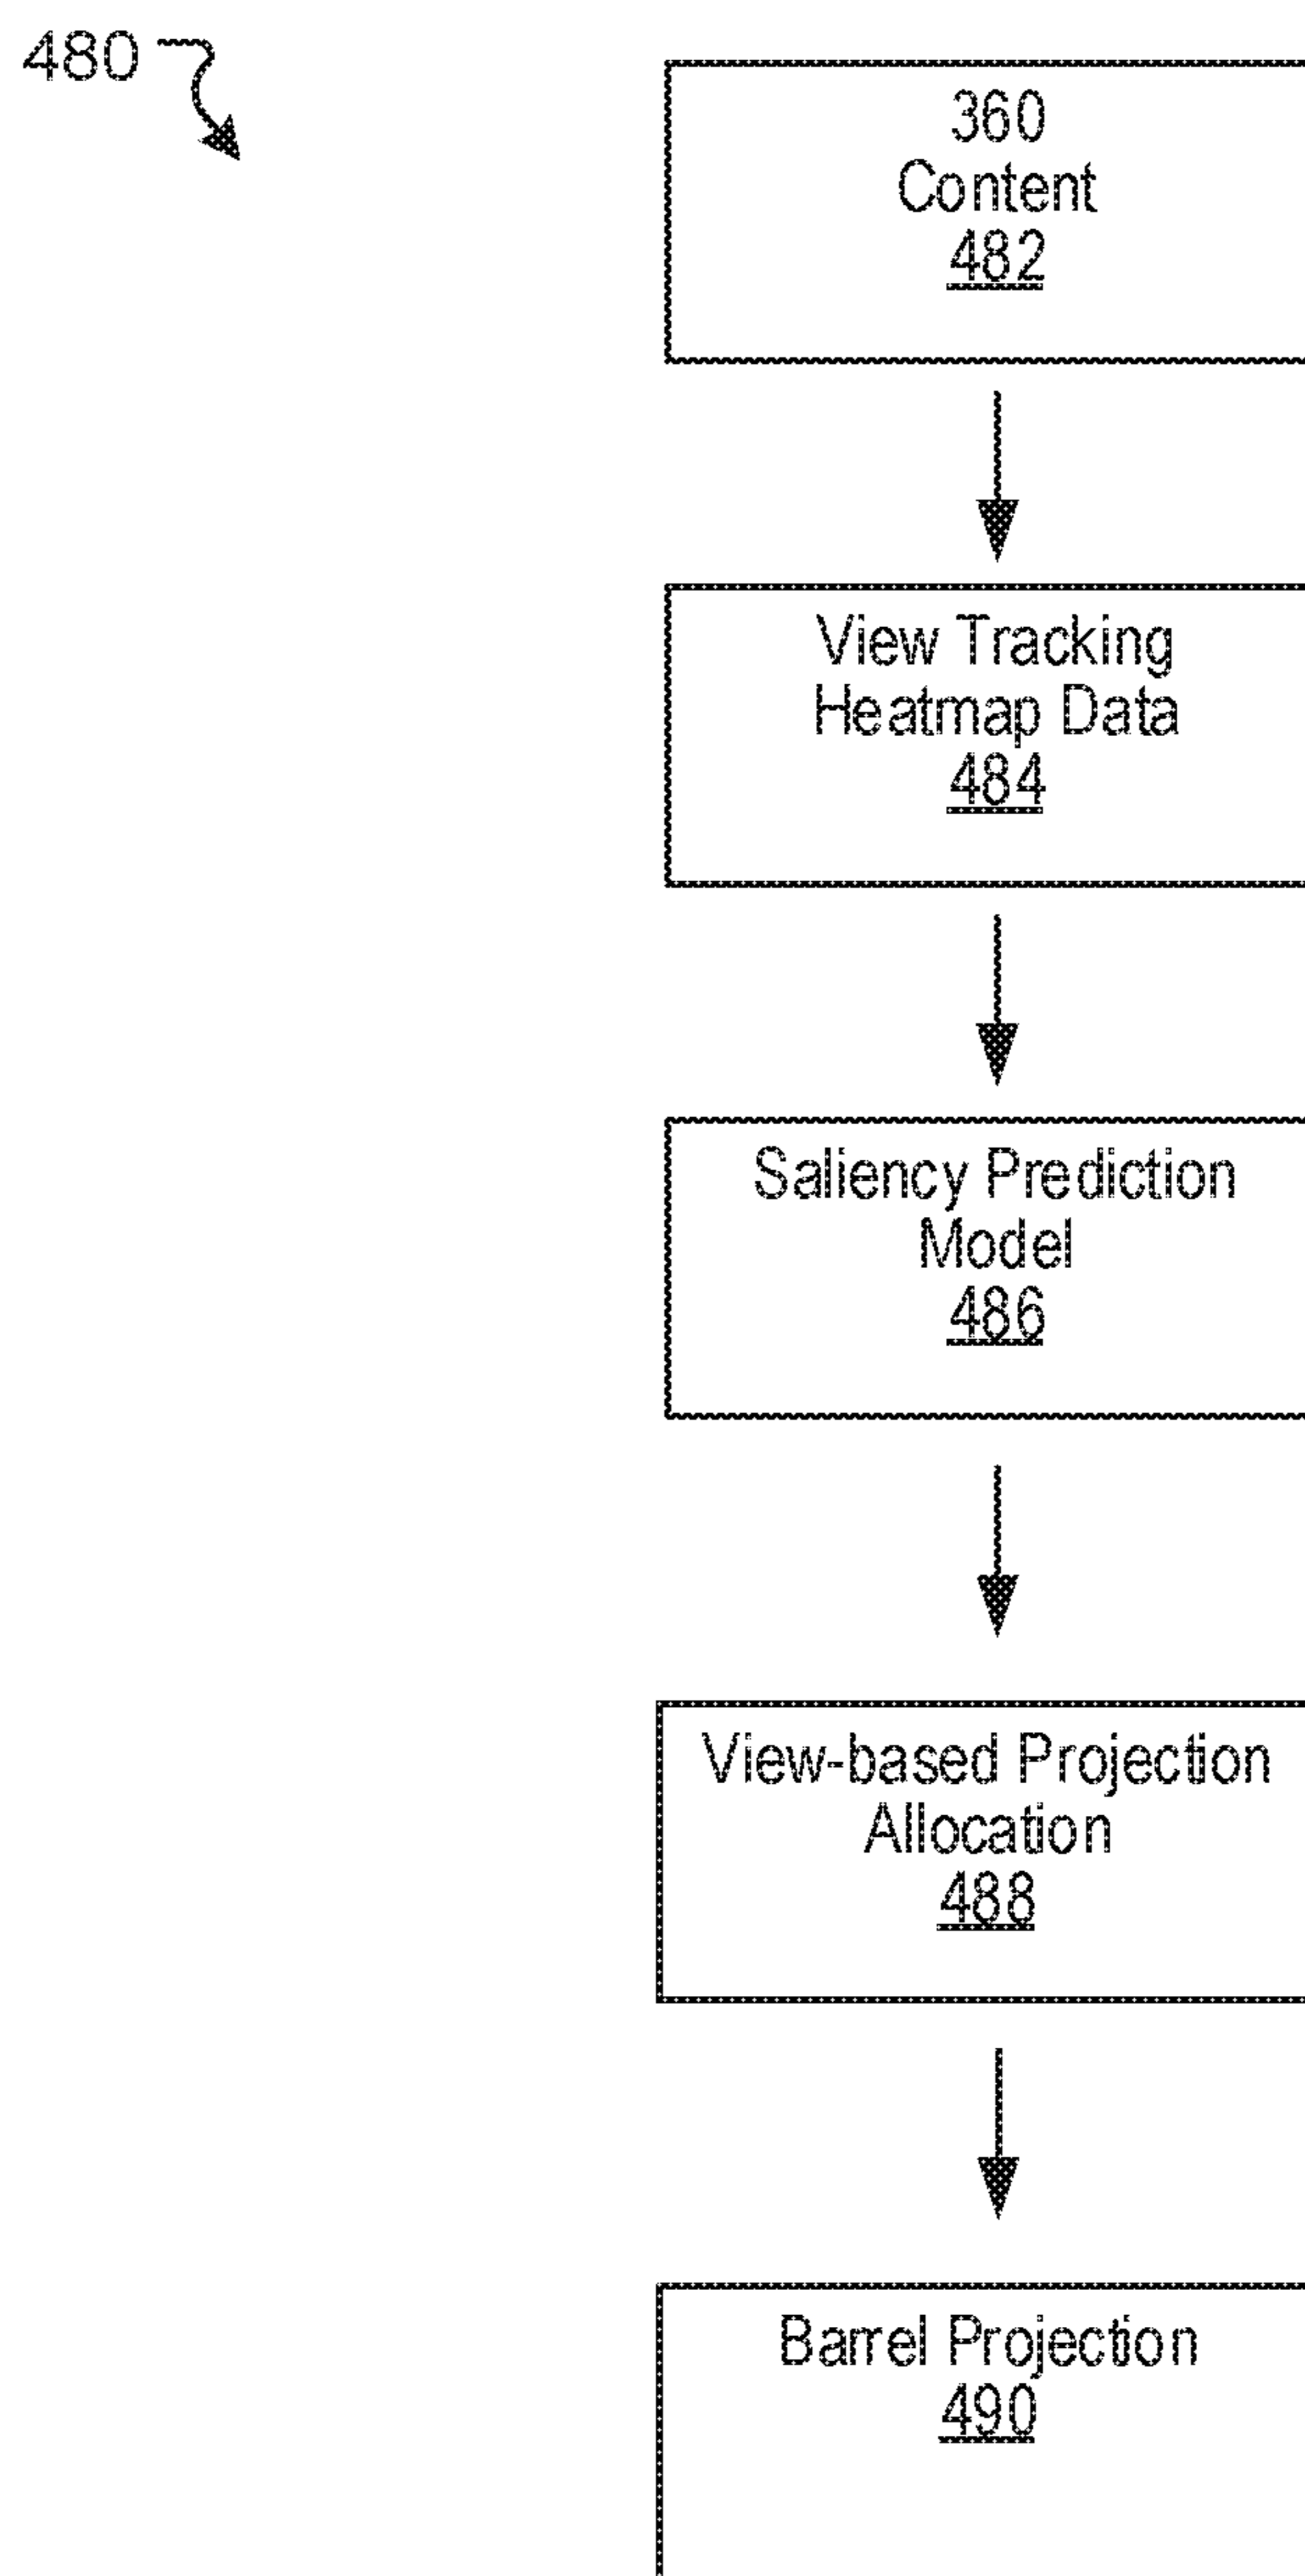 480
360
Content
482
View Tracking
Heatmap Data
484
Saliency Prediction
Model
486
View-based Projection
Allocation
488
Barrel Projection
490